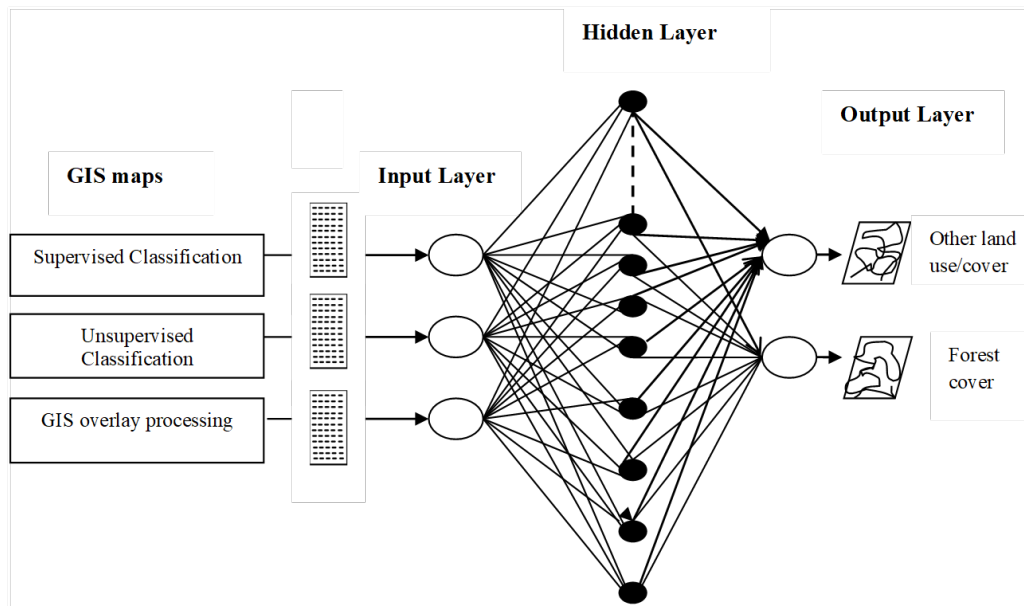 Hidden Layer
Output Layer
GIS maps
Input Layer
Supervised Classification
Unsupervised
Classification
GIS overlay processing
Other land
use/cover
Forest
cover